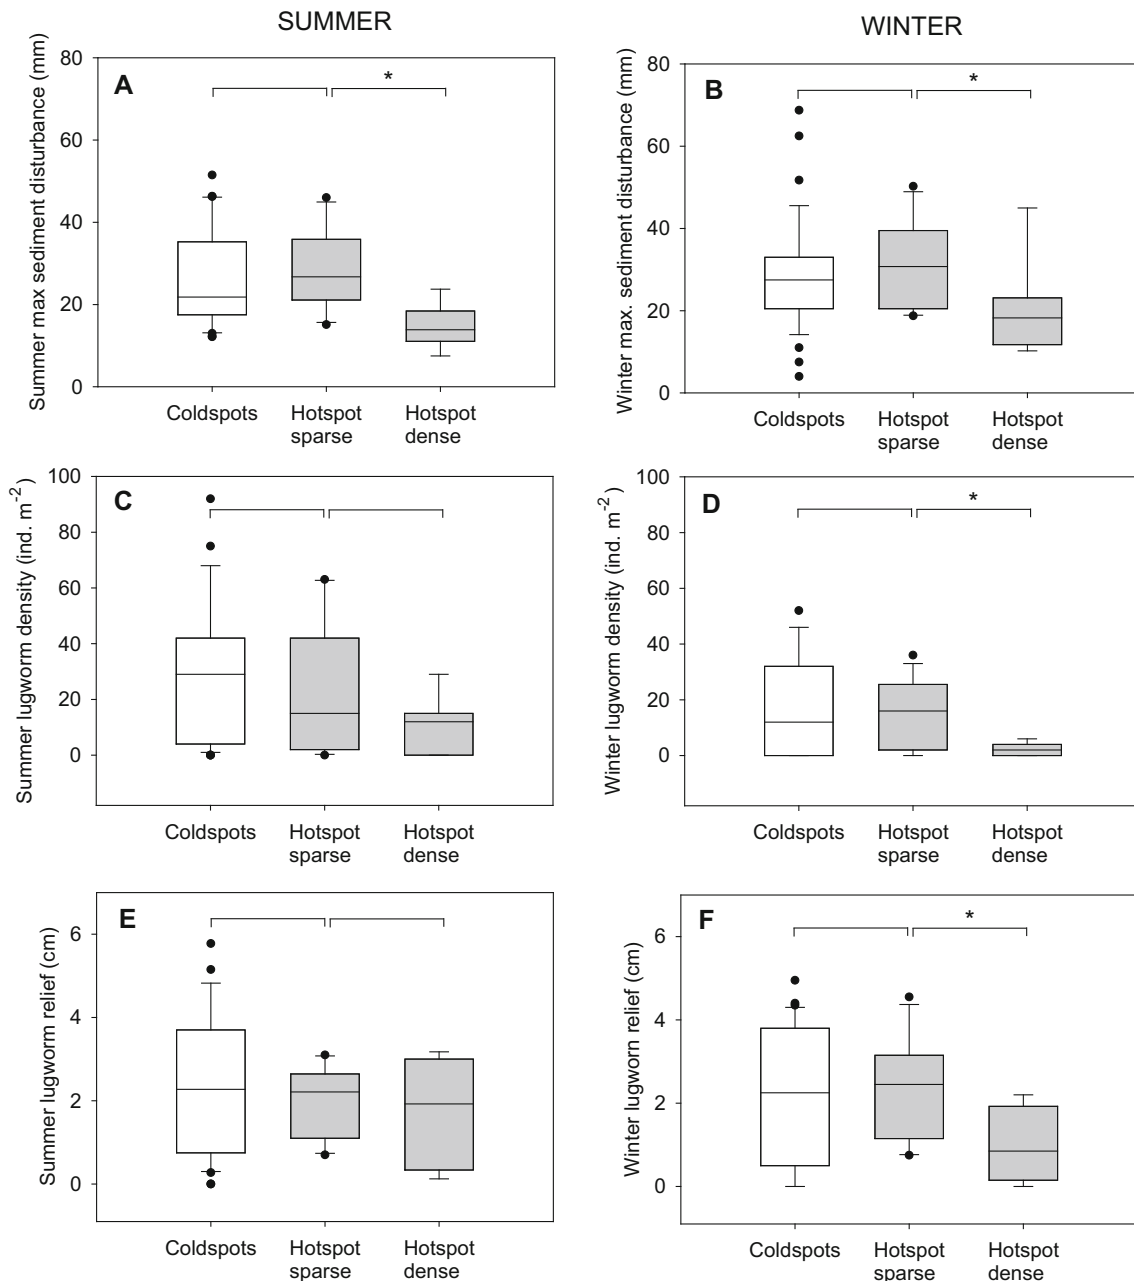 SUMMER
WINTER
A
*
Summer max sediment disturbance (mm)
80
60
40
20
0
Coldspots
Hotspot sparse
Hotspot dense
B
*
Winter max. sediment disturbance (mm)
80
60
40
20
0
Coldspots
Hotspot sparse
Hotspot dense
C
Summer lugworm density (ind. m⁻²)
100
80
60
40
20
0
Coldspots
Hotspot sparse
Hotspot dense
D
*
Winter lugworm density (ind. m⁻²)
100
80
60
40
20
0
Coldspots
Hotspot sparse
Hotspot dense
E
Summer lugworm relief (cm)
6
4
2
0
Coldspots
Hotspot sparse
Hotspot dense
F
*
Winter lugworn relief (cm)
6
4
2
0
Coldspots
Hotspot sparse
Hotspot dense